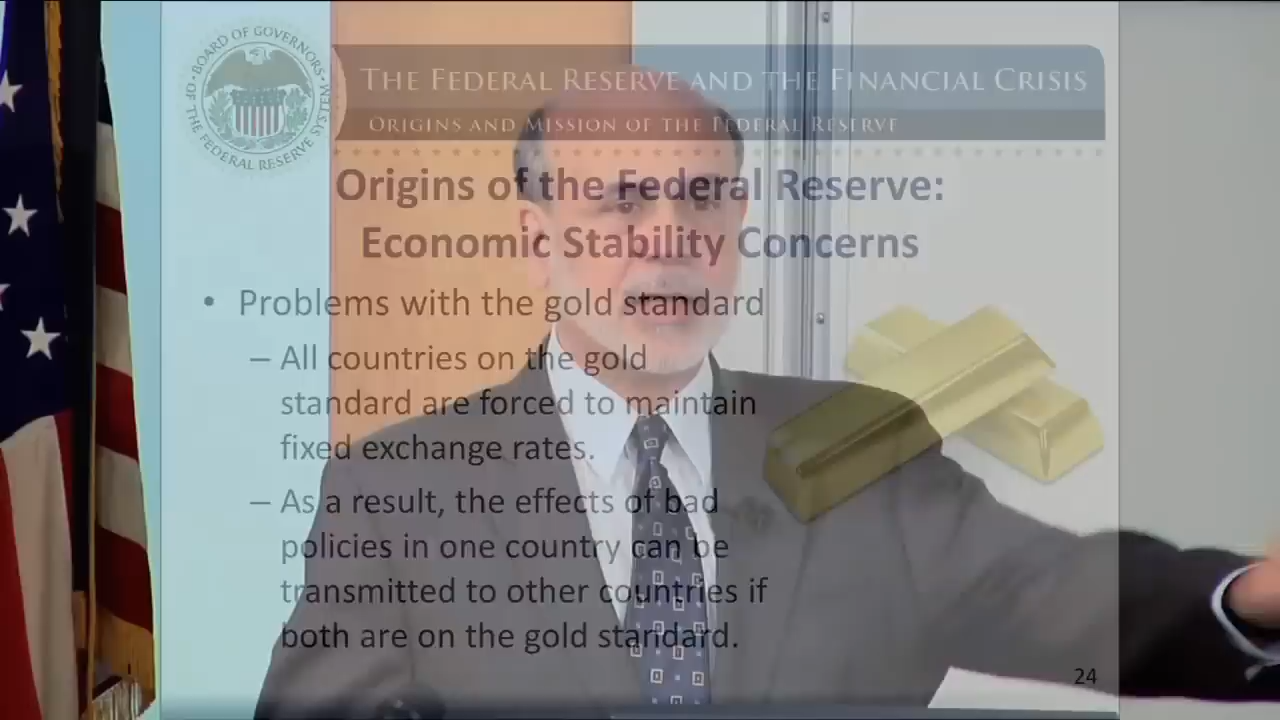 BOARD OF GOVERNORS
OF THE FEDERAL RESERVE SYSTEM
THE FEDERAL RESERVE AND THE FINANCIAL CRISIS
ORIGINS AND MISSION OF THE FEDERAL RESERVE
Origins of the Federal Reserve:
Economic Stability Concerns
• Problems with the gold standard
– All countries on the gold
standard are forced to maintain
fixed exchange rates.
– As a result, the effects of bad
policies in one country can be
transmitted to other countries if
both are on the gold standard.
24